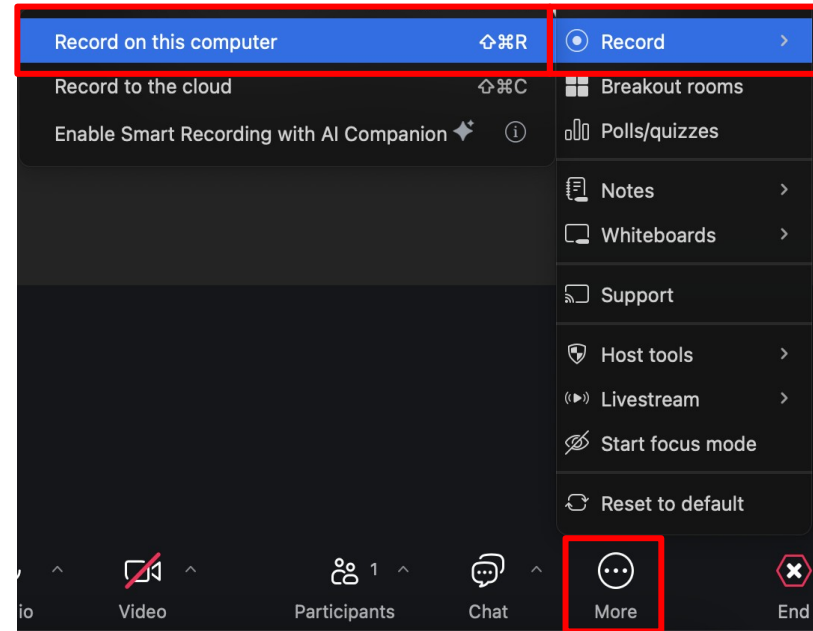 Record on this computer ⇧⌘R
Record to the cloud ⇧⌘C
Enable Smart Recording with AI Companion
Record
Breakout rooms
Polls/quizzes
Notes
Whiteboards
Support
Host tools
Livestream
Start focus mode
Reset to default
1
io Video Participants Chat More End